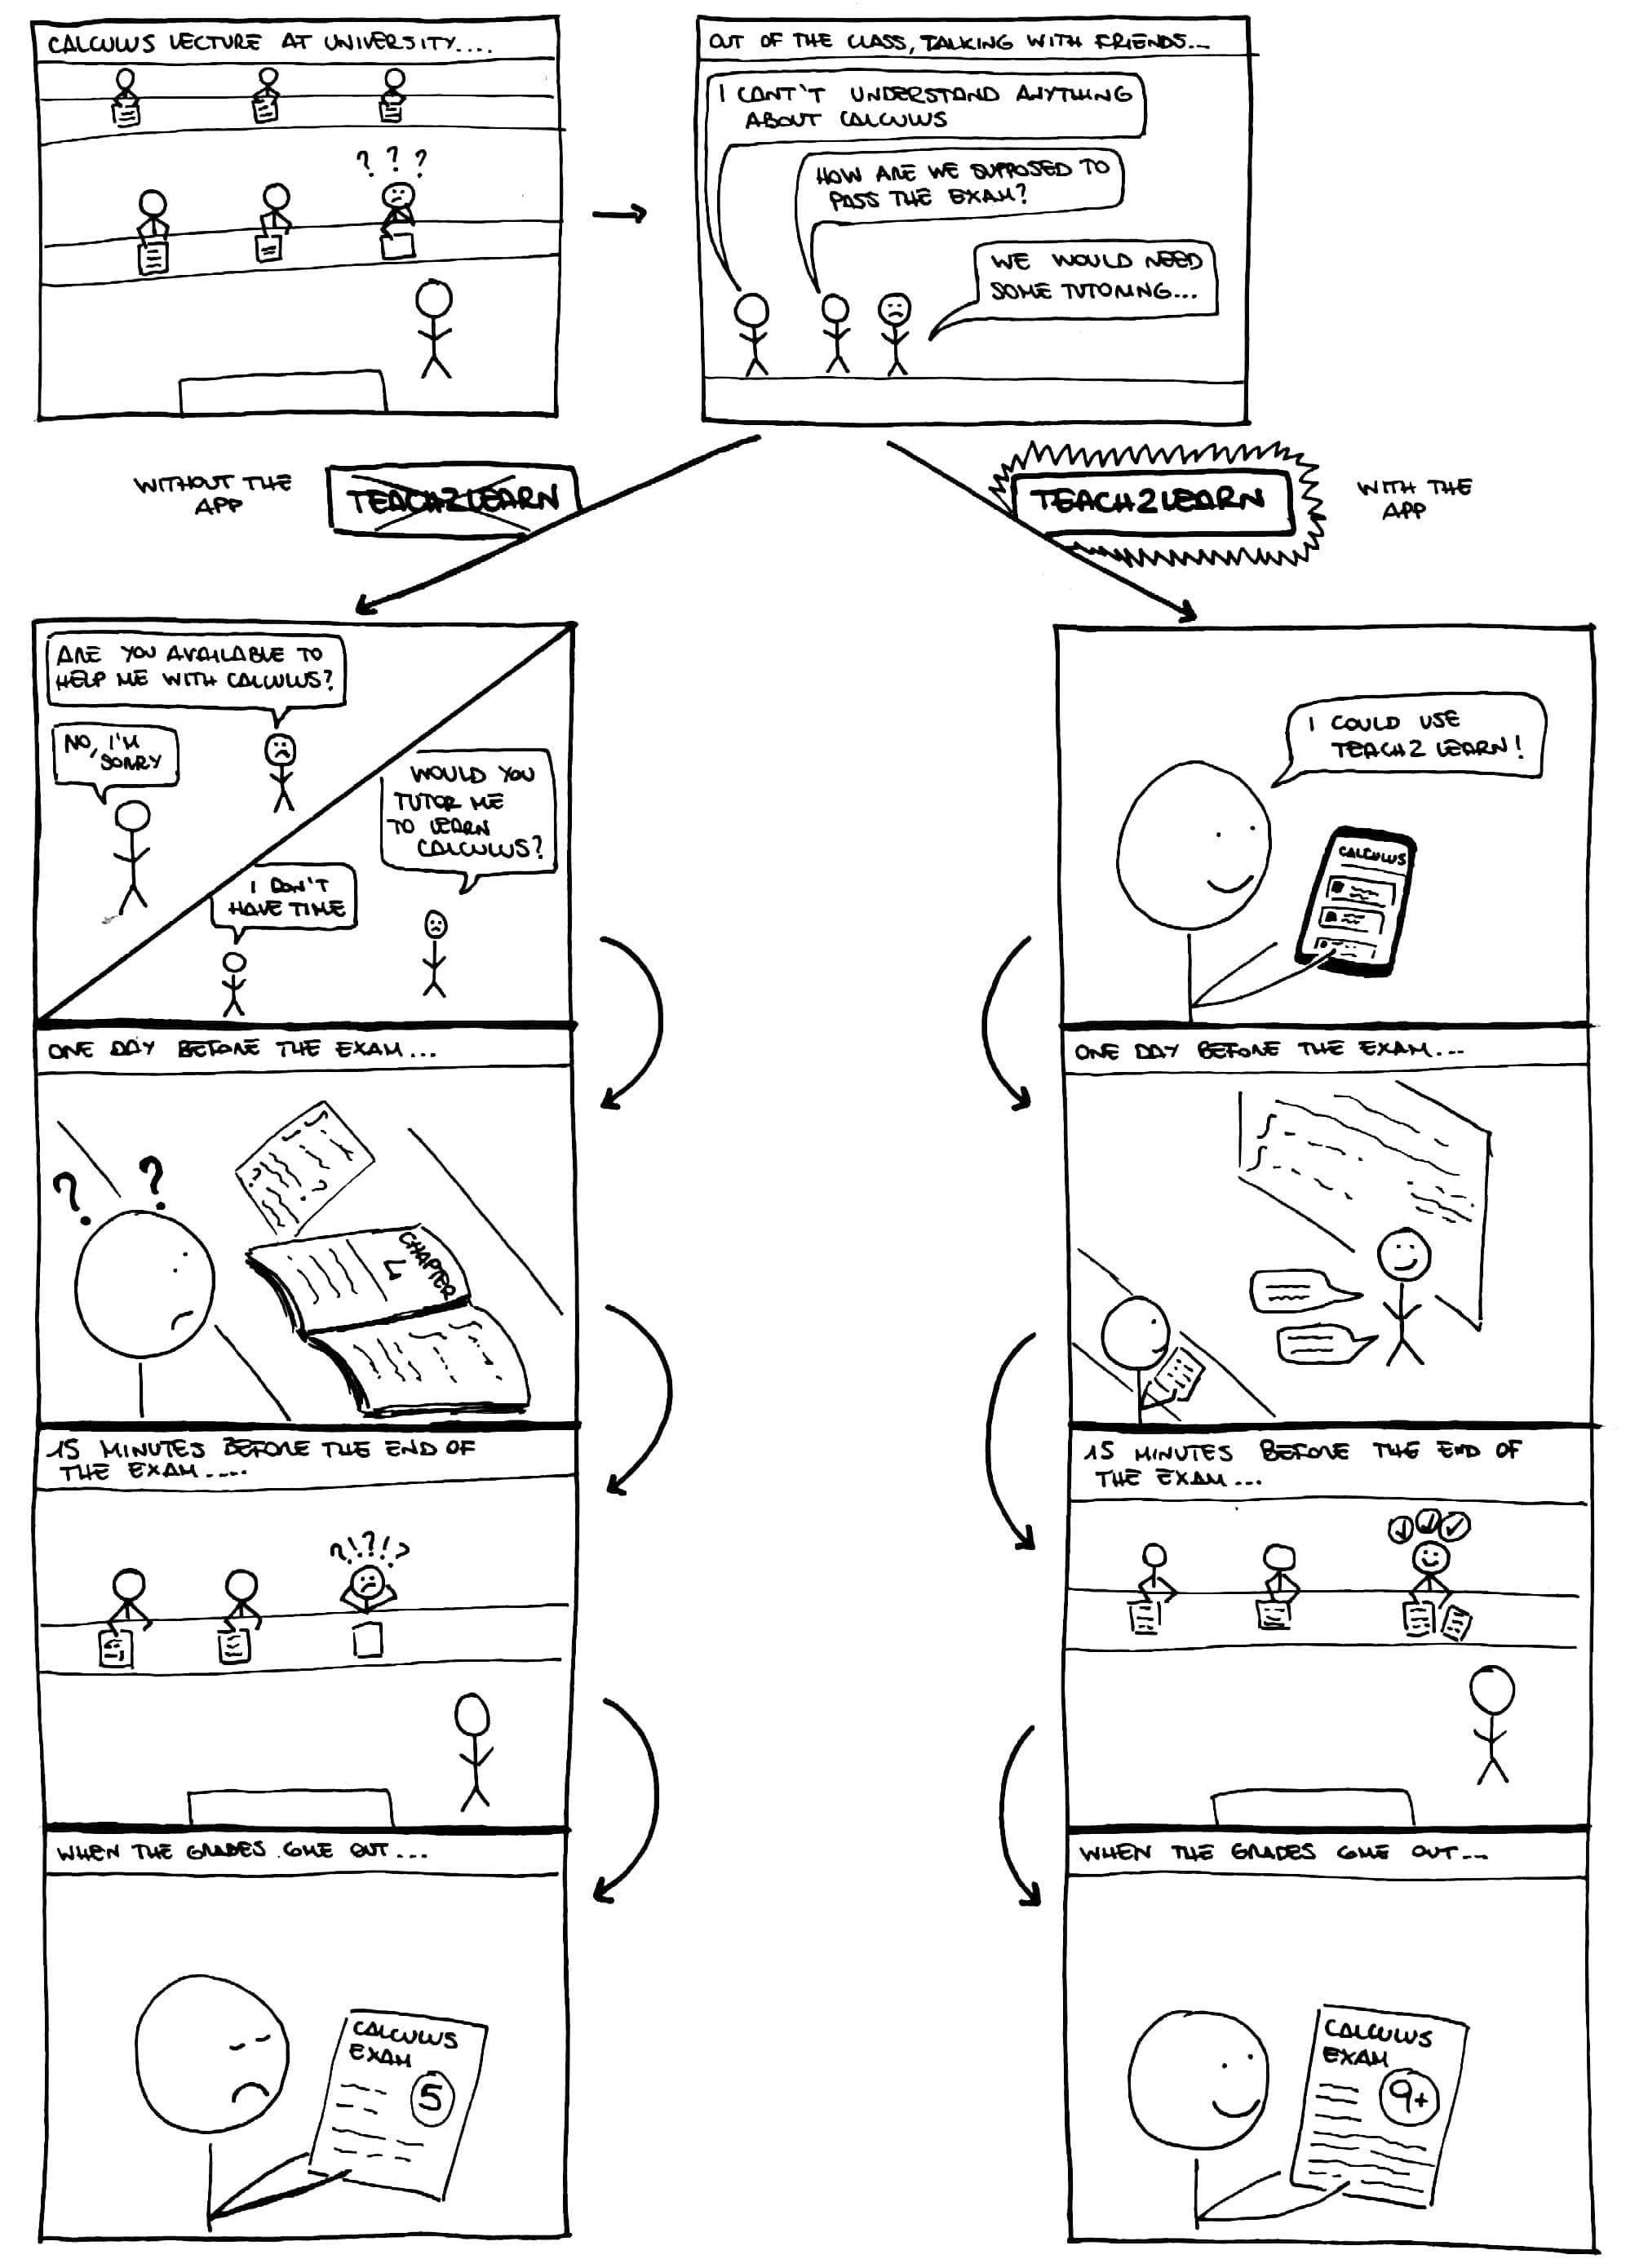 CALCULUS LECTURE AT UNIVERSITY....
OUT OF THE CLASS, TALKING WITH FRIENDS...
I CANT'T UNDERSTAND ANYTHING
ABOUT CALCULUS
HOW ARE WE SUPPOSED TO
PASS THE EXAM?
WE WOULD NEED
SOME TUTORING...
? ? ?
WITHOUT THE
APP
TEACH2LEARN
TEACH2LEARN
WITH THE
APP
ARE YOU AVAILABLE TO
HELP ME WITH CALCULUS?
NO, I'M
SORRY
WOULD YOU
TUTOR ME
TO LEARN
CALCULUS?
I DON'T
HAVE TIME
ONE DAY BEFORE THE EXAM...
? ?
CHAPTER
1
15 MINUTES BEFORE THE END OF
THE EXAM....
?!?!?
WHEN THE GRADES COME OUT...
CALCULUS
EXAM
5
I COULD USE
TEACH2LEARN!
CALCULUS
ONE DAY BEFORE THE EXAM...
15 MINUTES BEFORE THE END OF
THE EXAM...
WHEN THE GRADES COME OUT...
CALCULUS
EXAM
9+